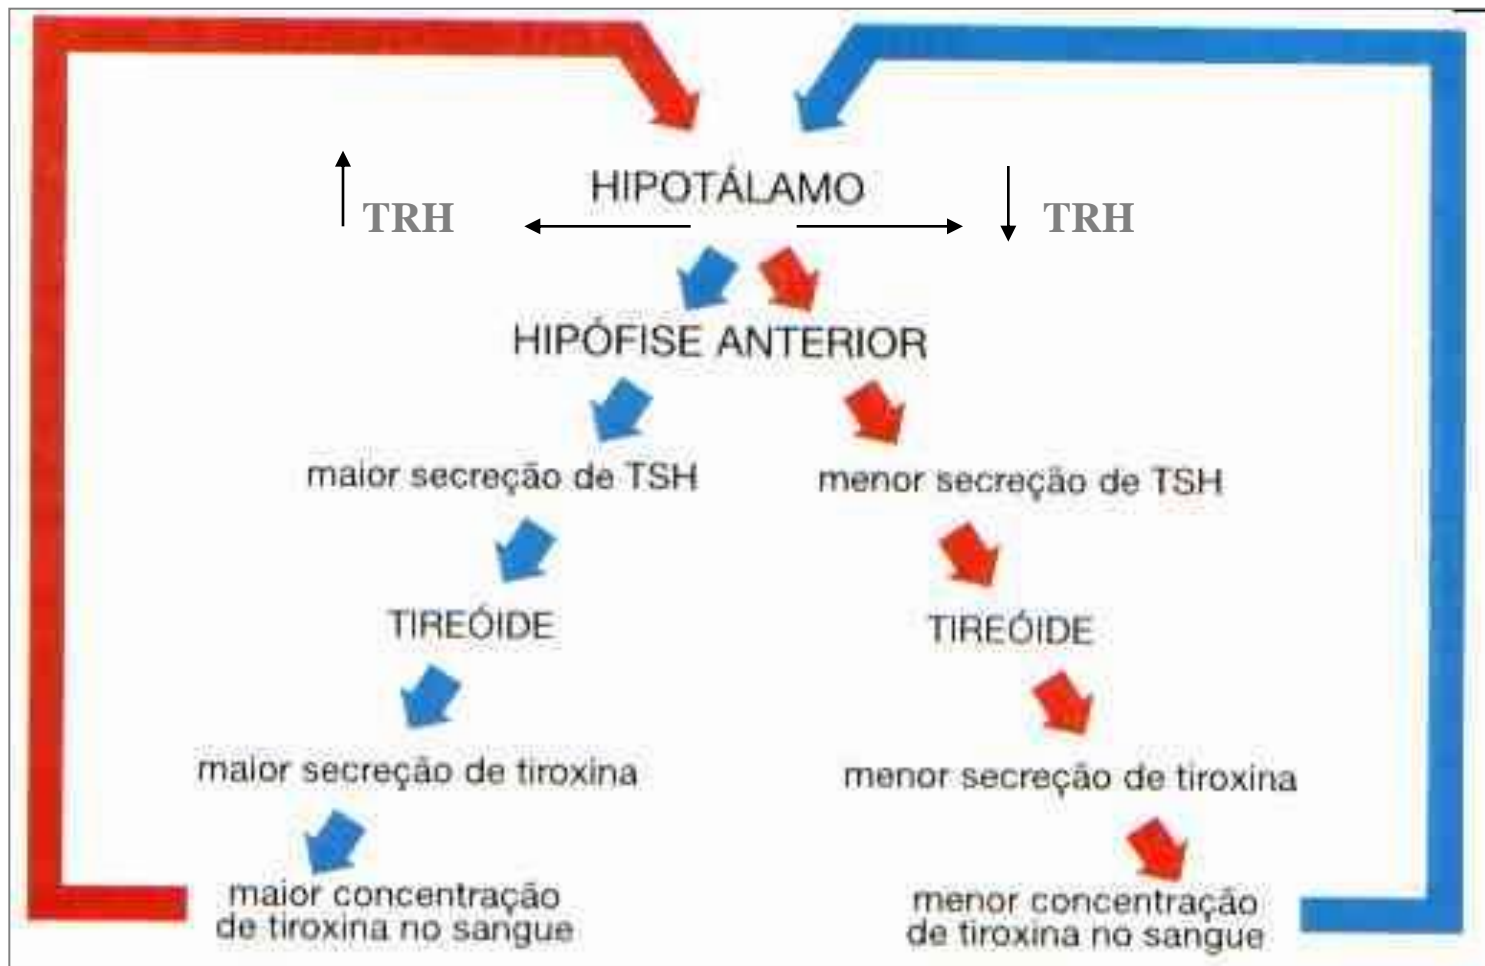 HIPOTÁLAMO
TRH
TRH
HIPÓFISE ANTERIOR
maior secreção de TSH
menor secreção de TSH
TIREÓIDE
TIREÓIDE
maior secreção de tiroxina
menor secreção de tiroxina
maior concentração
de tiroxina no sangue
menor concentração
de tiroxina no sangue